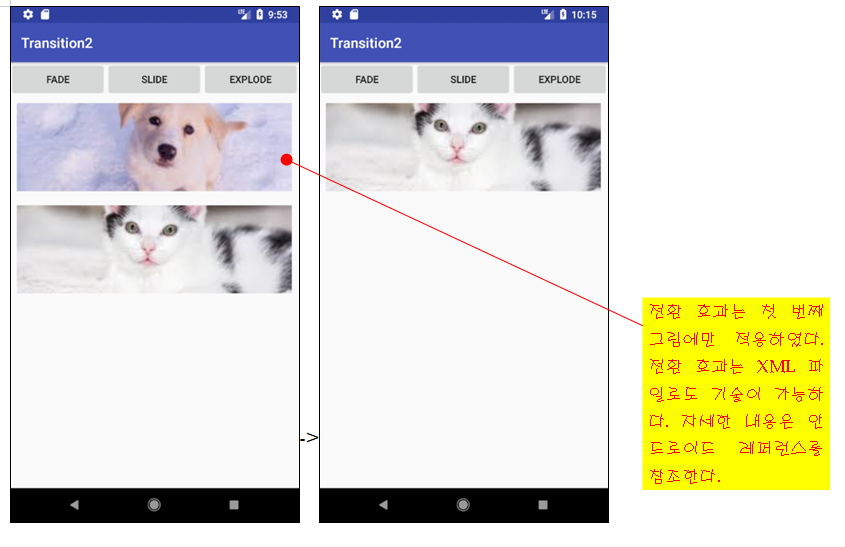 LTE 9:53
Transition2
FADE SLIDE EXPLODE
->
LTE 10:15
Transition2
FADE SLIDE EXPLODE
전환 효과는 첫 번째
그림에만 적용하였다.
전환 효과는 XML 파
일로도 기술이 가능하
다. 자세한 내용은 안
드로이드 레퍼런스를
참조한다.